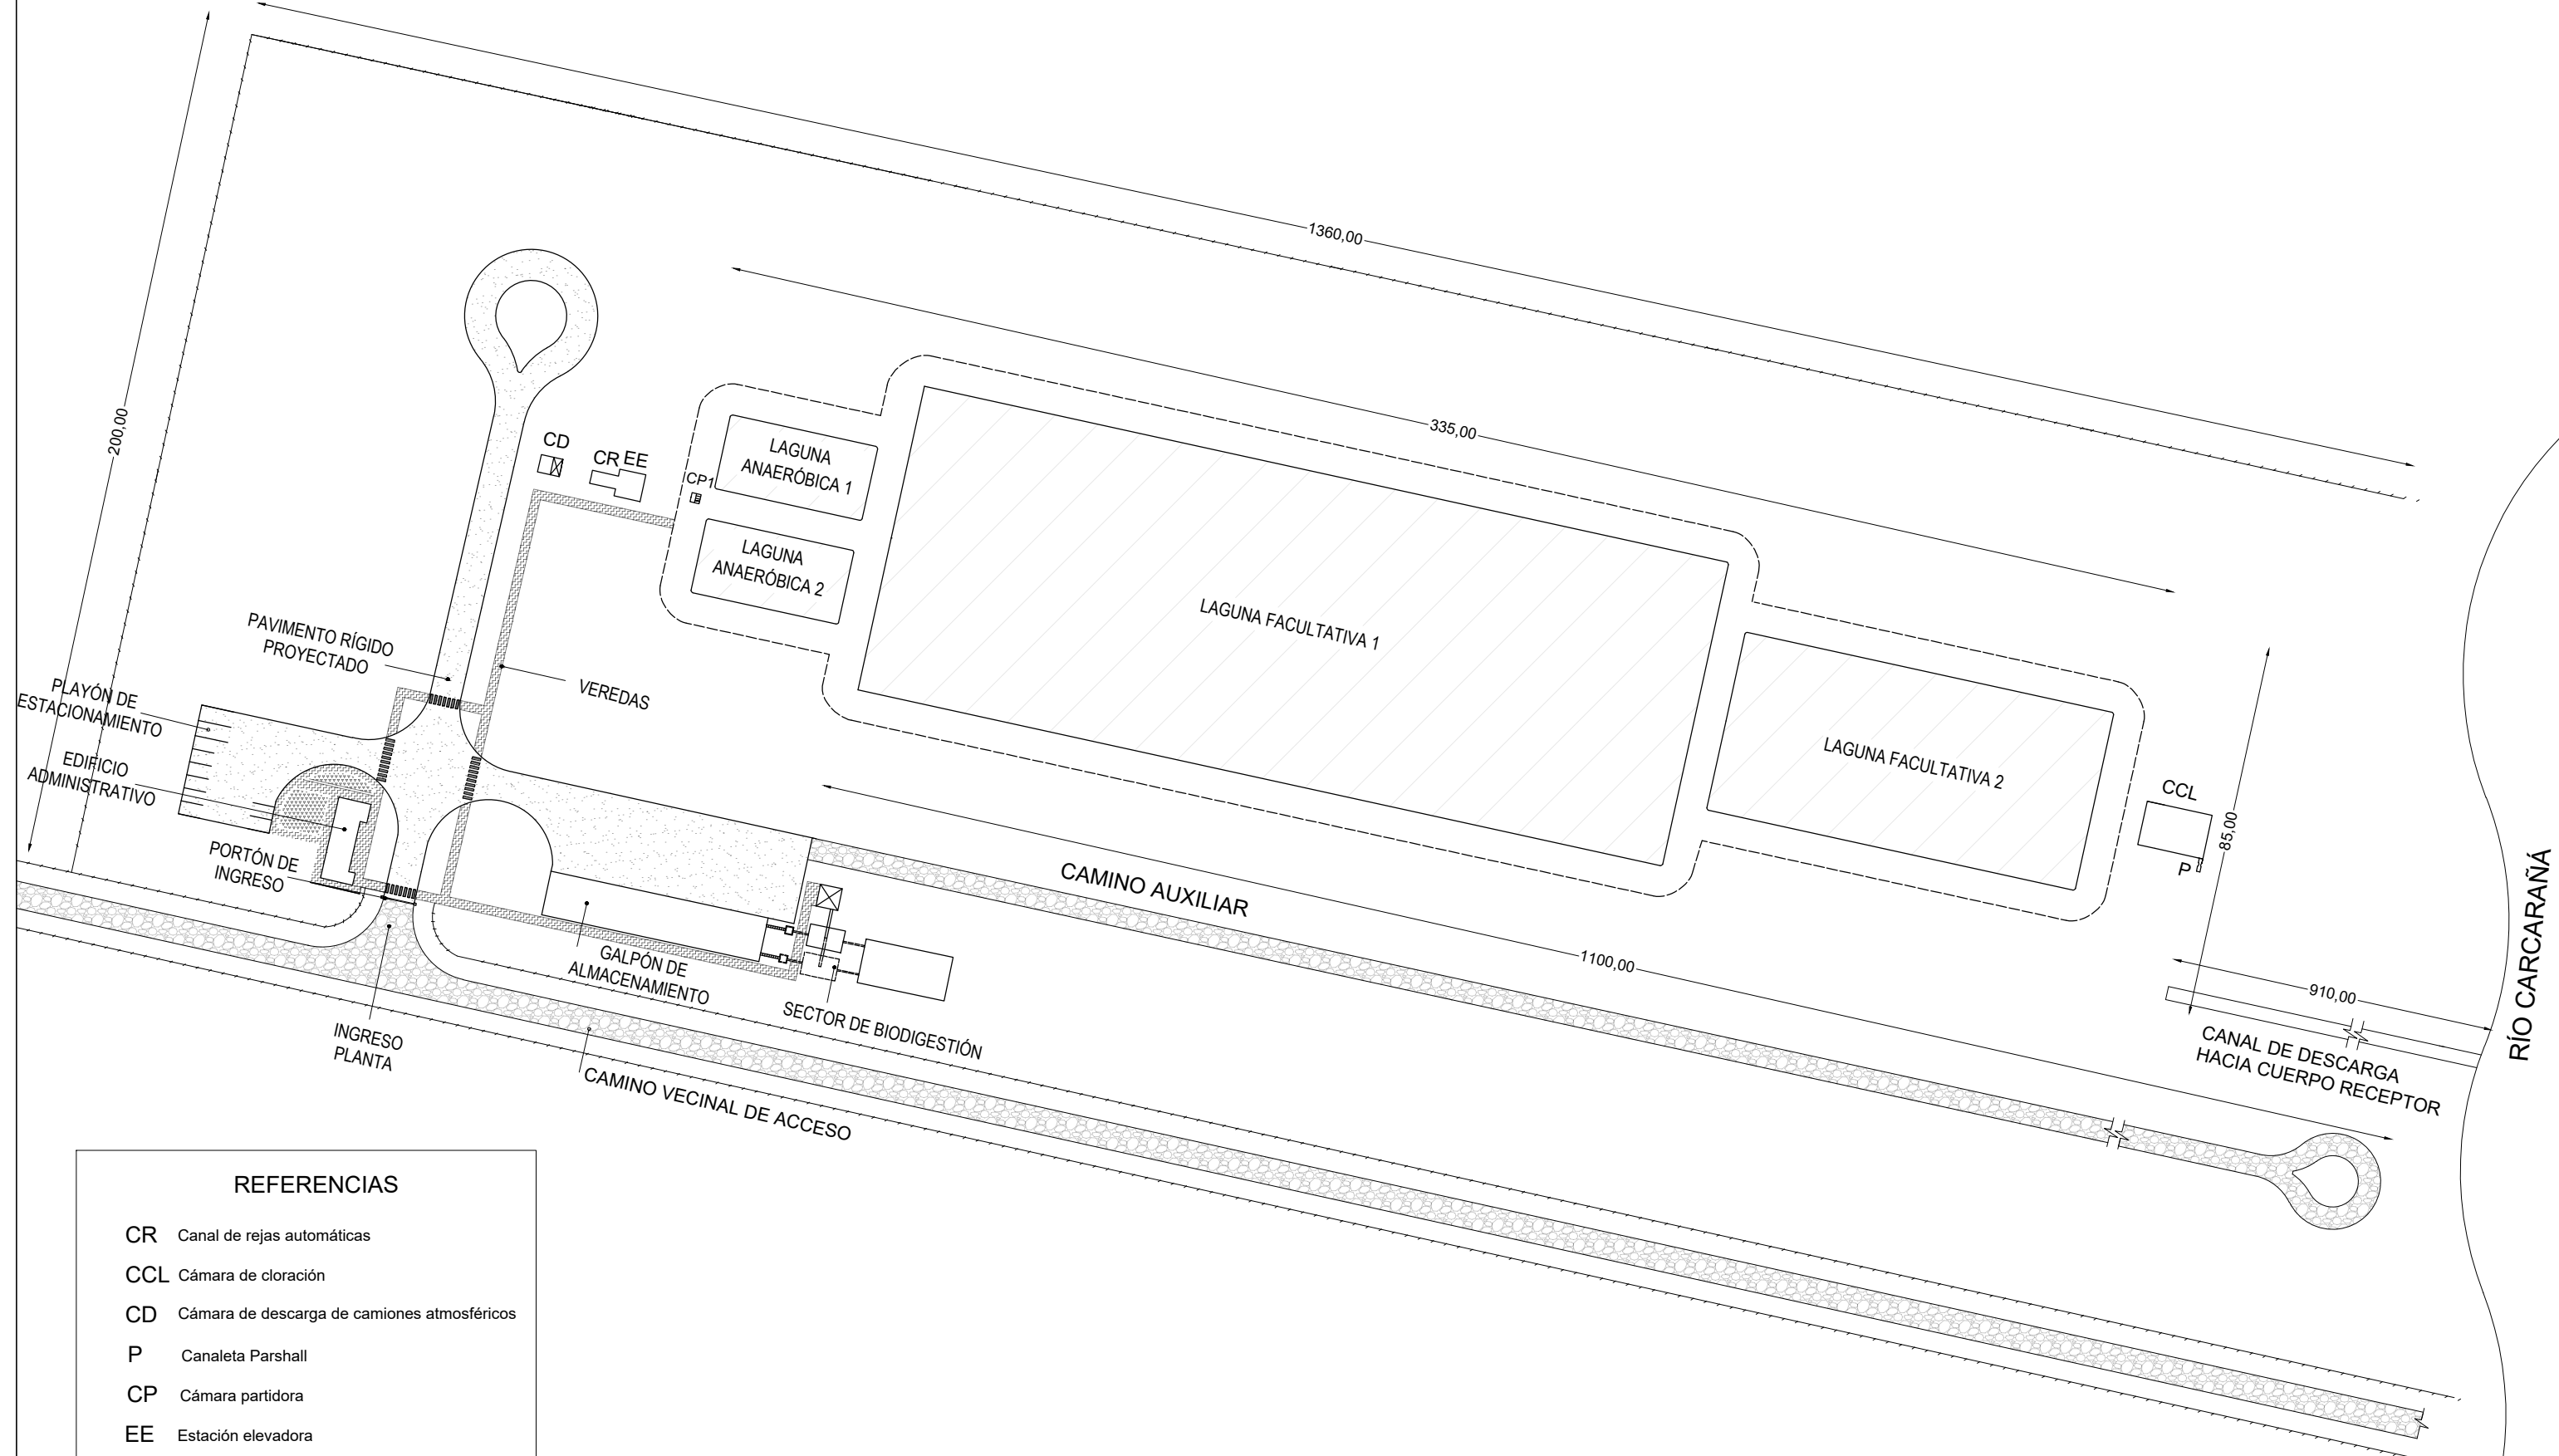 1360,00
200,00
335,00
CD
CR EE
CP1
LAGUNA
ANAERÓBICA 1
LAGUNA
ANAERÓBICA 2
LAGUNA FACULTATIVA 1
LAGUNA FACULTATIVA 2
PAVIMENTO RÍGIDO
PROYECTADO
VEREDAS
PLAYÓN DE
ESTACIONAMIENTO
EDIFICIO
ADMINISTRATIVO
PORTÓN DE
INGRESO
CCL
P
85,00
CAMINO AUXILIAR
1100,00
910,00
RÍO CARCARAÑÁ
GALPÓN DE
ALMACENAMIENTO
SECTOR DE BIODIGESTIÓN
INGRESO
PLANTA
CAMINO VECINAL DE ACCESO
CANAL DE DESCARGA
HACIA CUERPO RECEPTOR
REFERENCIAS
CR Canal de rejas automáticas
CCL Cámara de cloración
CD Cámara de descarga de camiones atmosféricos
P Canaleta Parshall
CP Cámara partidora
EE Estación elevadora